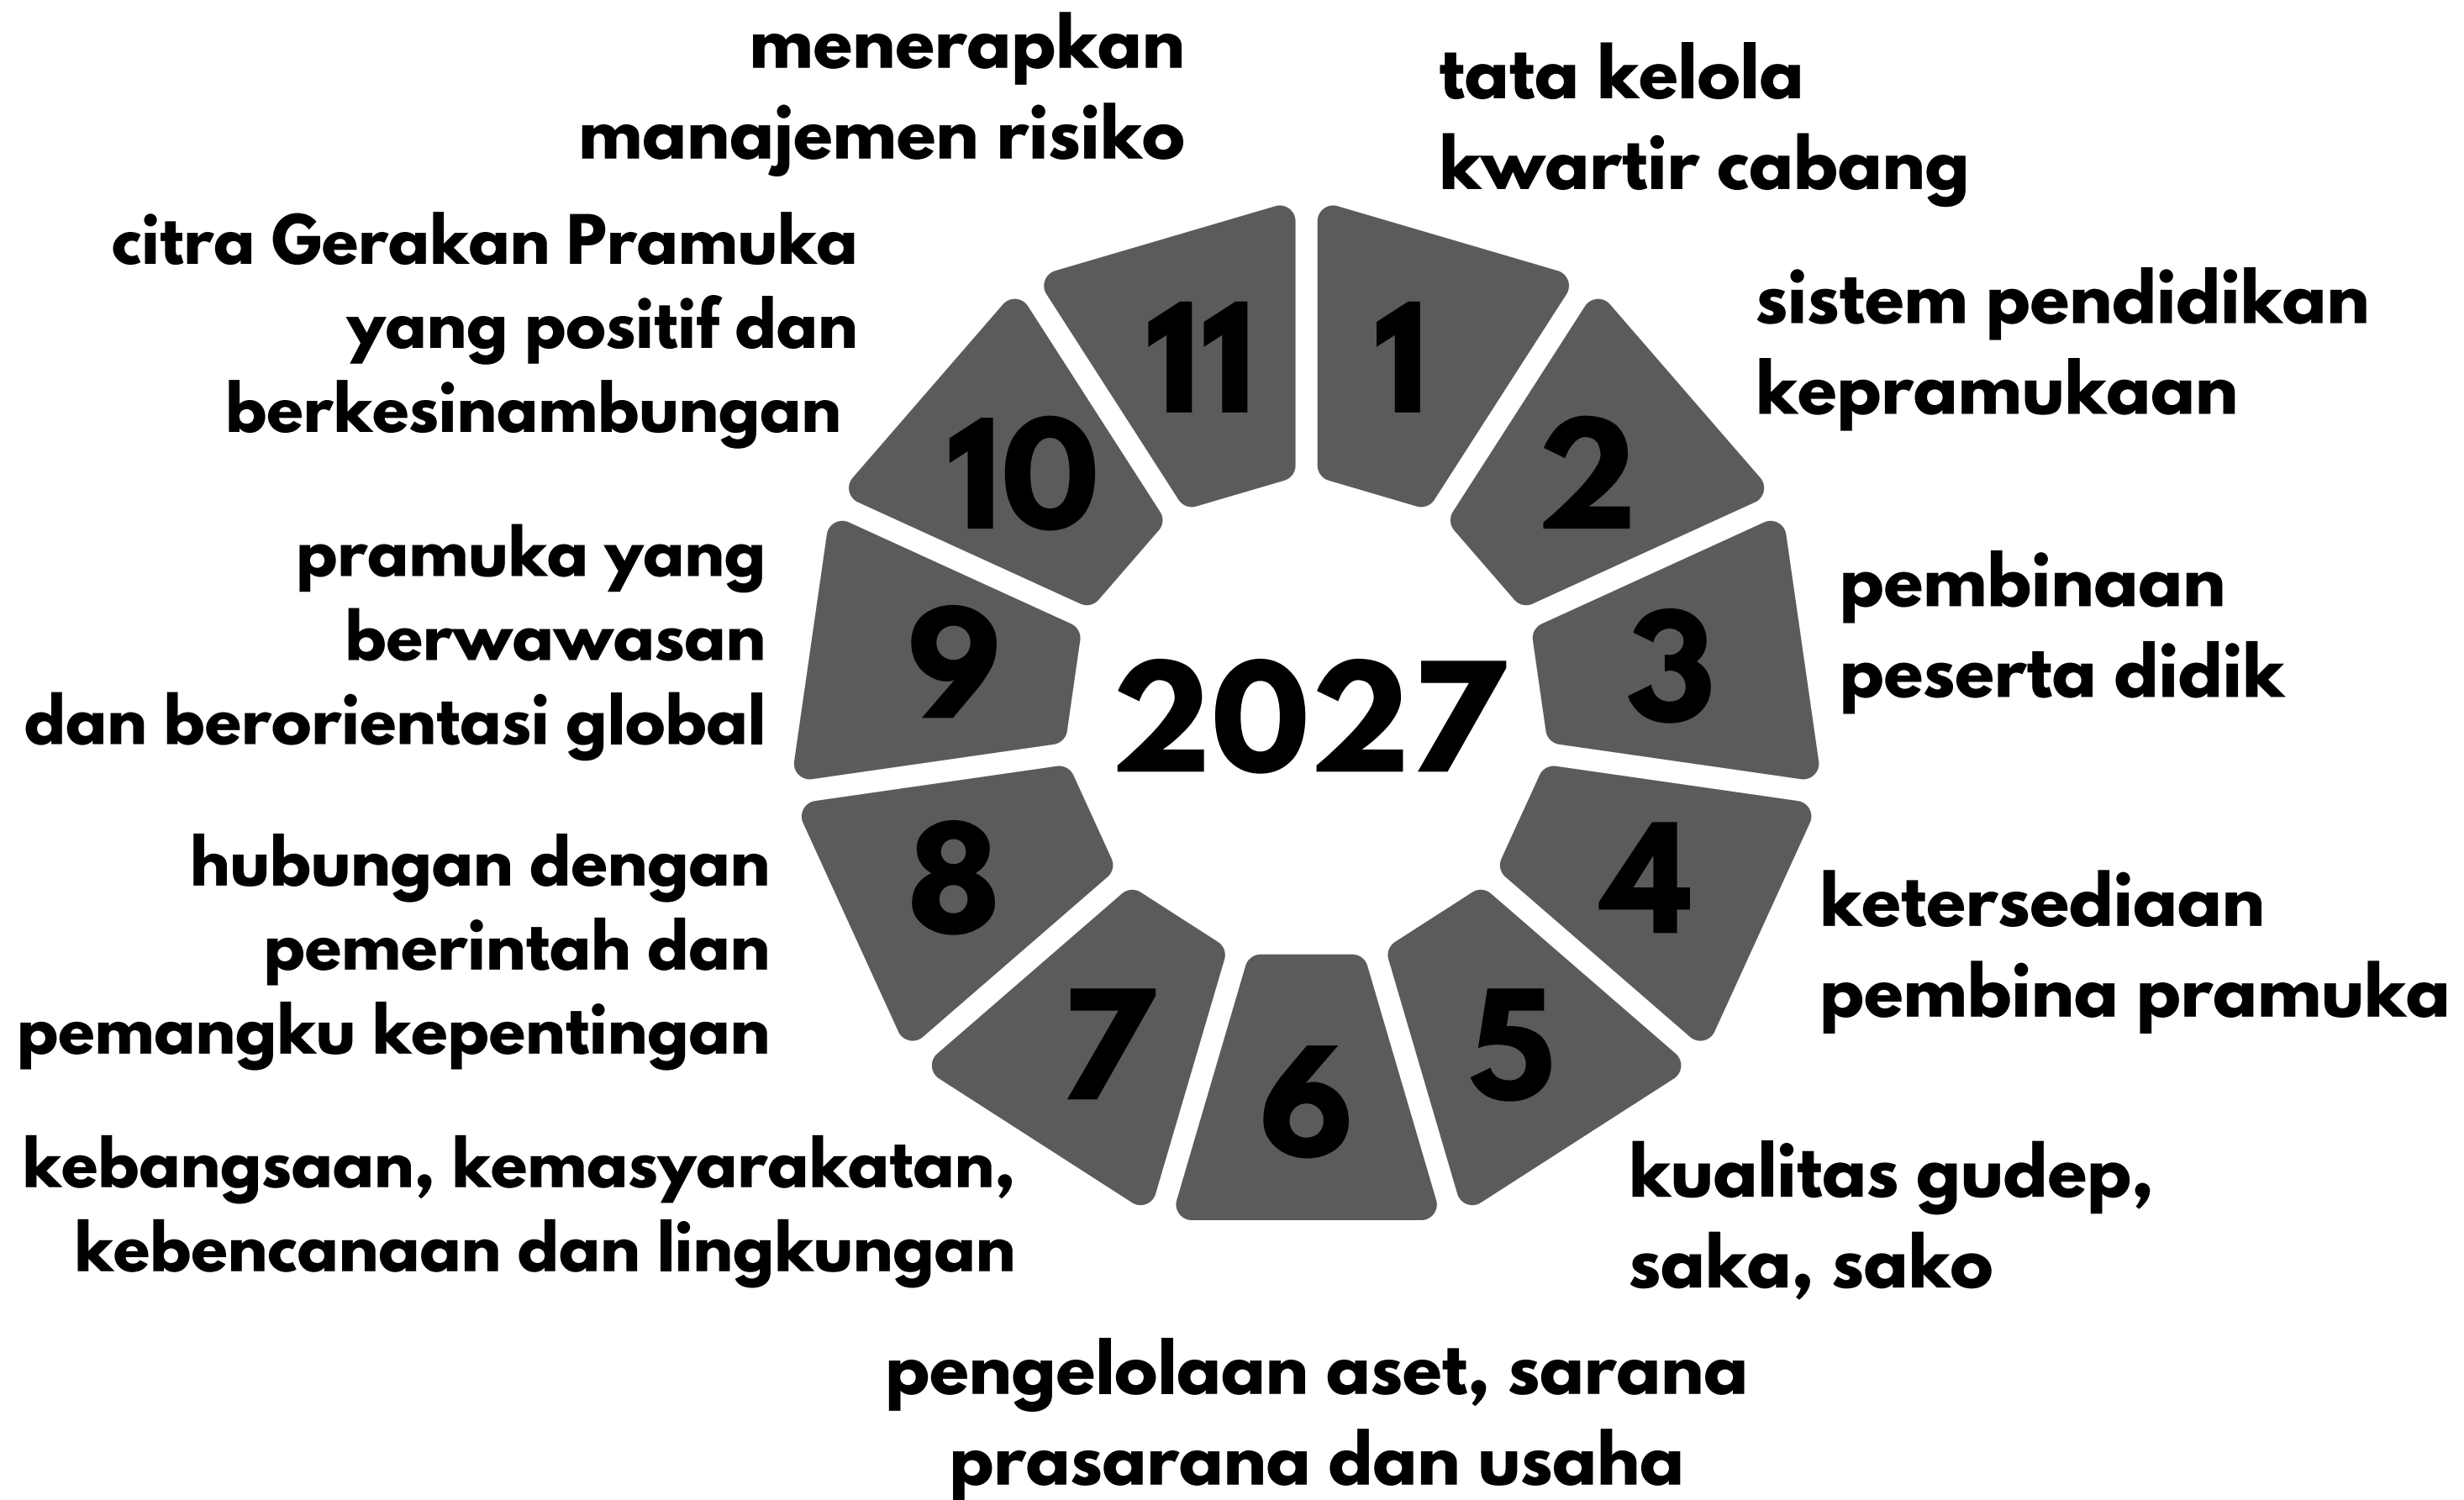 1
tata kelola
kwartir cabang
2
sistem pendidikan
kepramukaan
3
pembinaan
peserta didik
4
ketersediaan
pembina pramuka
5
kualitas gudep,
saka, sako
6
pengelolaan aset, sarana
prasarana dan usaha
7
kebangsaan, kemasyarakatan,
kebencanaan dan lingkungan
8
hubungan dengan
pemerintah dan
pemangku kepentingan
9
pramuka yang
berwawasan
dan berorientasi global
10
citra Gerakan Pramuka
yang positif dan
berkesinambungan
11
menerapkan
manajemen risiko
2027